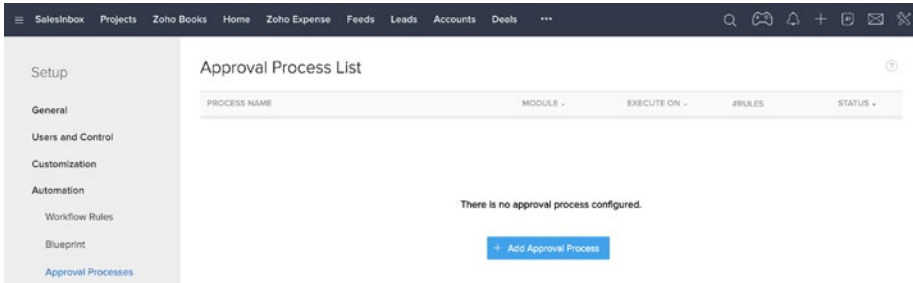 SalesInbox Projects Zoho Books Home Zoho Expense Feeds Leads Accounts Deals ...
Setup
General
Users and Control
Customization
Automation
Workflow Rules
Blueprint
Approval Processes
Approval Process List
PROCESS NAME MODULE EXECUTE ON #RULES STATUS
There is no approval process configured.
+ Add Approval Process